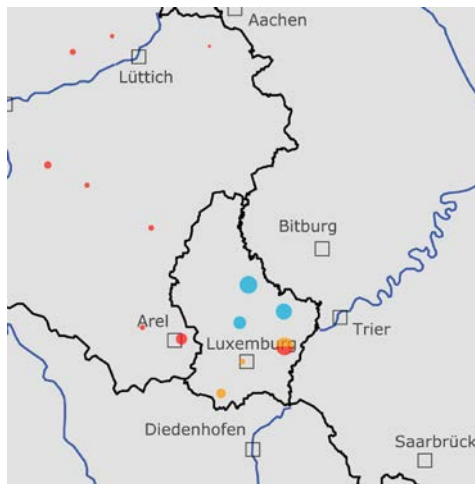 Aachen
Lüttich
Bitburg
Arel
Trier
Luxemburg
Diedenhofen
Saarbrück